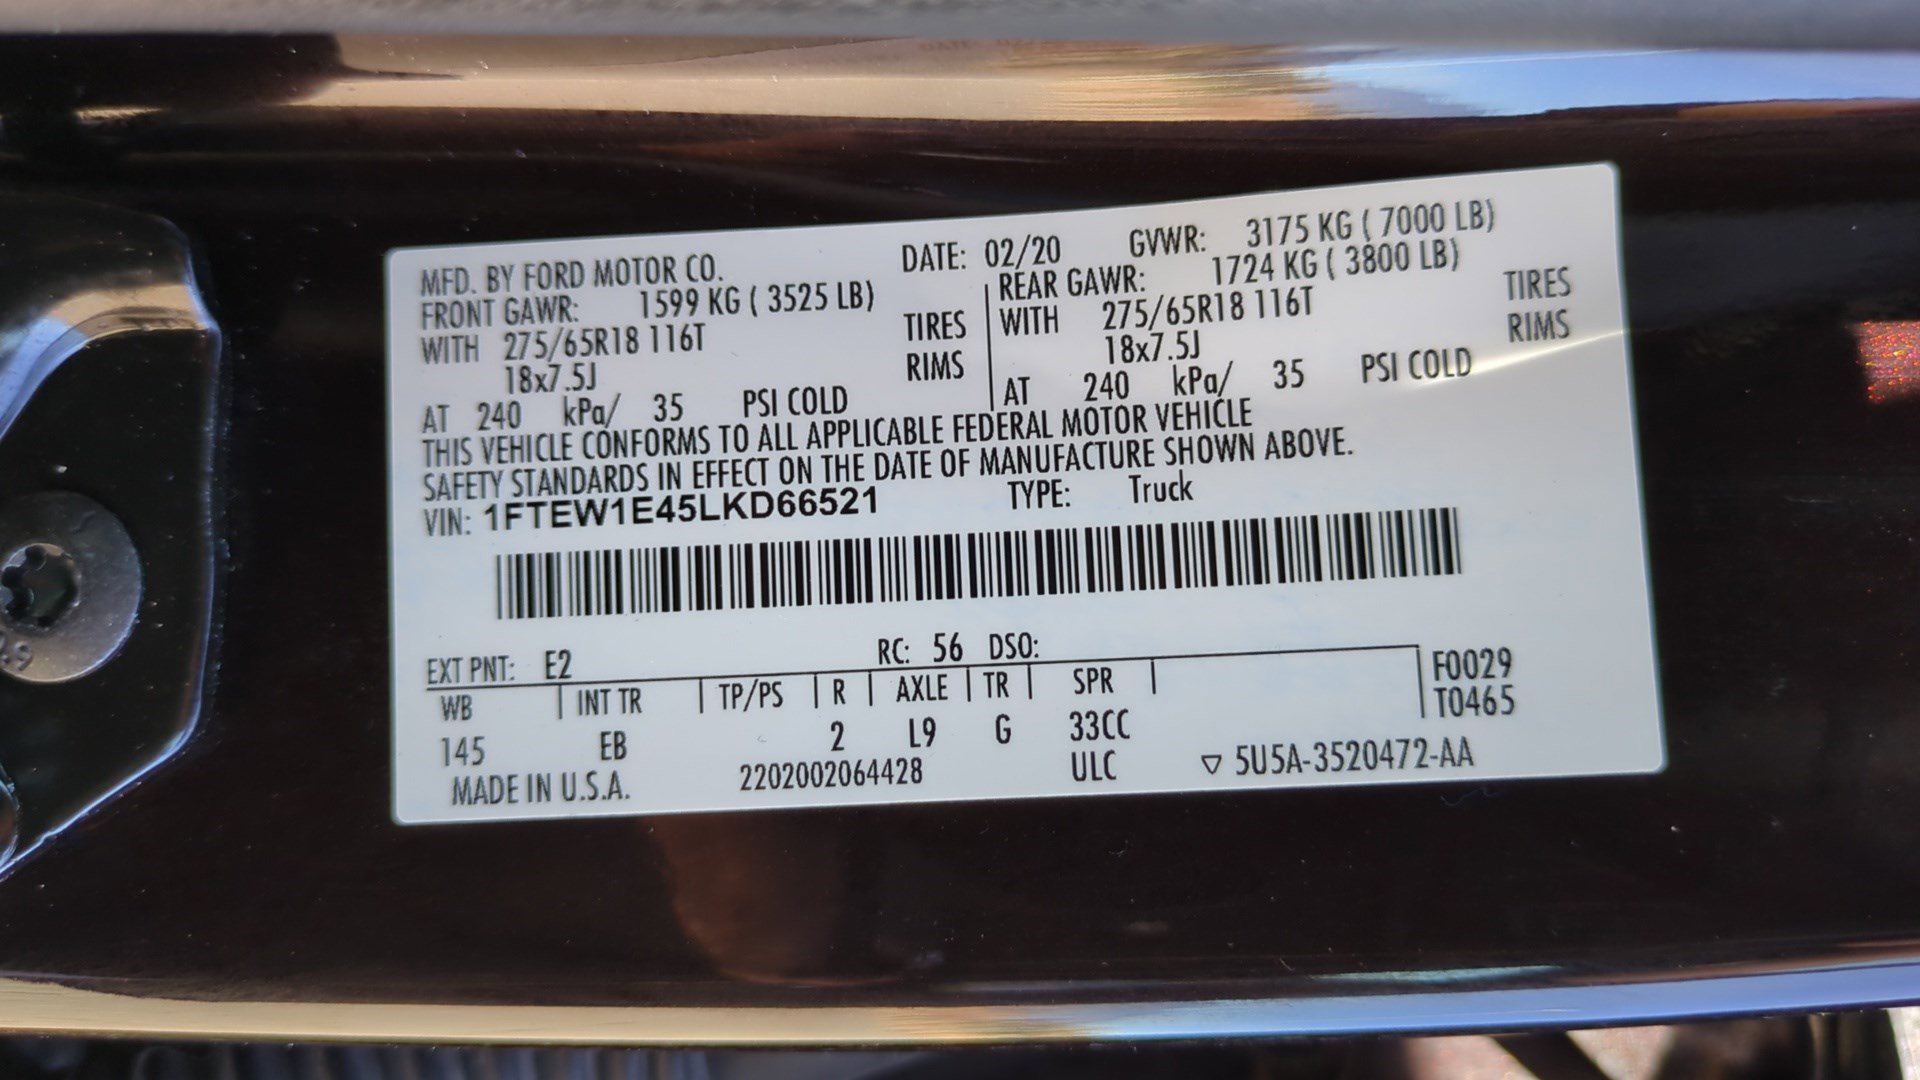 MFD. BY FORD MOTOR CO. DATE: 02/20 GVWR: 3175 KG ( 7000 LB)
FRONT GAWR: 1599 KG ( 3525 LB) REAR GAWR: 1724 KG ( 3800 LB)
WITH 275/65R18 116T TIRES WITH 275/65R18 116T TIRES
18x7.5J RIMS 18x7.5J RIMS
AT 240 kPa/ 35 PSI COLD AT 240 kPa/ 35 PSI COLD
THIS VEHICLE CONFORMS TO ALL APPLICABLE FEDERAL MOTOR VEHICLE
SAFETY STANDARDS IN EFFECT ON THE DATE OF MANUFACTURE SHOWN ABOVE.
VIN: 1FTEW1E45LKD66521 TYPE: Truck
EXT PNT: E2 RC: 56 DSO:
WB INT TR TP/PS R AXLE TR SPR F0029
T0465
145 EB 2 L9 G 33CC
MADE IN U.S.A. 2202002064428 ULC ▽ 5U5A-3520472-AA